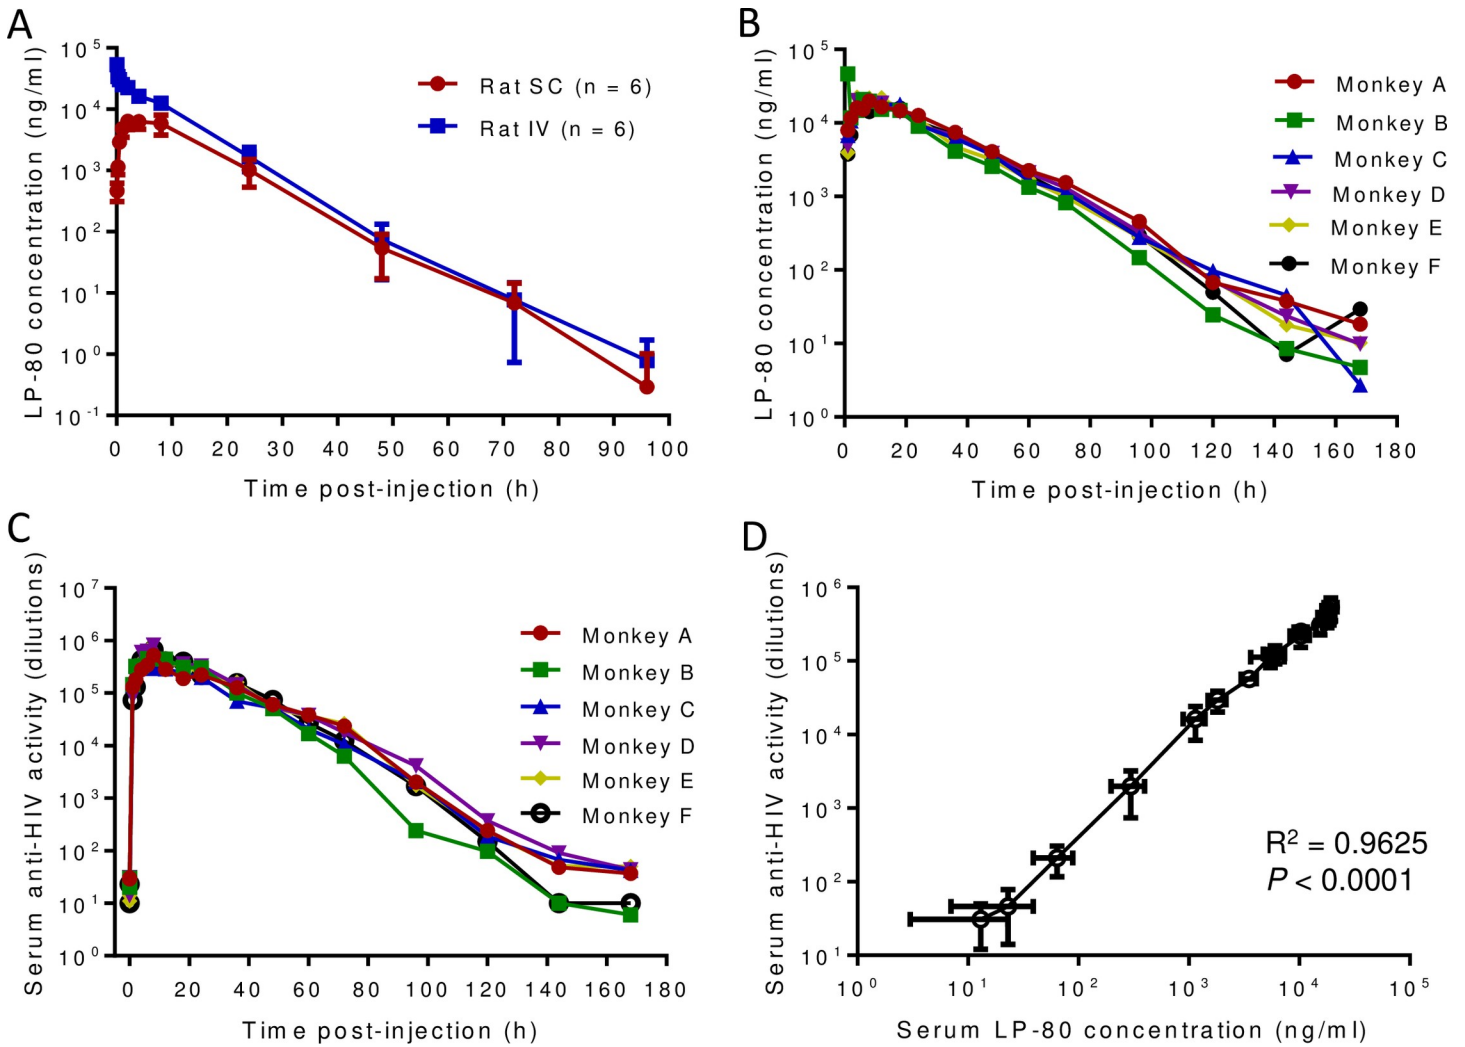 A
LP-80 concentration (ng/ml)
10^5
10^4
10^3
10^2
10^1
10^0
10^-1
0 10 20 30 40 50 60 70 80 90 100
Time post-injection (h)
Rat SC (n = 6)
Rat IV (n = 6)
B
LP-80 concentration (ng/ml)
10^5
10^4
10^3
10^2
10^1
10^0
0 20 40 60 80 100 120 140 160 180
Time post-injection (h)
Monkey A
Monkey B
Monkey C
Monkey D
Monkey E
Monkey F
C
Serum anti-HIV activity (dilutions)
10^7
10^6
10^5
10^4
10^3
10^2
10^1
10^0
0 20 40 60 80 100 120 140 160 180
Time post-injection (h)
Monkey A
Monkey B
Monkey C
Monkey D
Monkey E
Monkey F
D
Serum anti-HIV activity (dilutions)
10^6
10^5
10^4
10^3
10^2
10^1
10^0 10^1 10^2 10^3 10^4 10^5
Serum LP-80 concentration (ng/ml)
R² = 0.9625
P < 0.0001